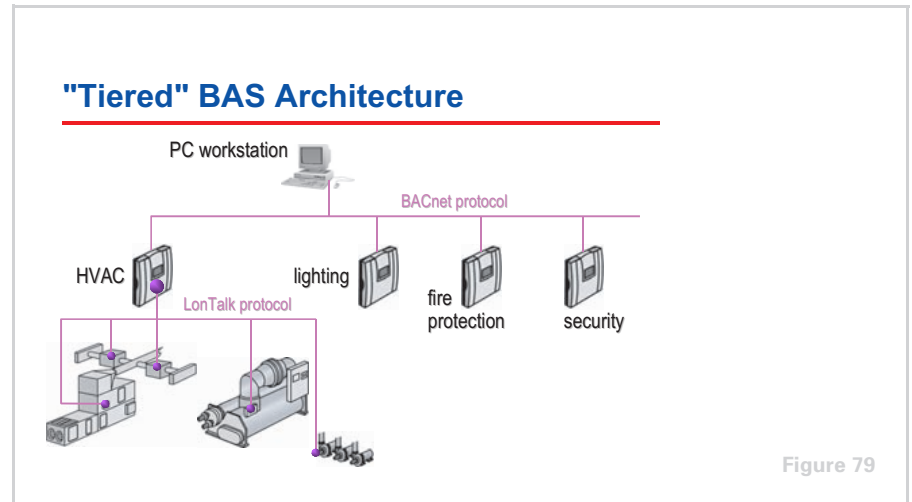 "Tiered" BAS Architecture
PC workstation
BACnet protocol
HVAC
lighting
fire
protection
security
LonTalk protocol
Figure 79